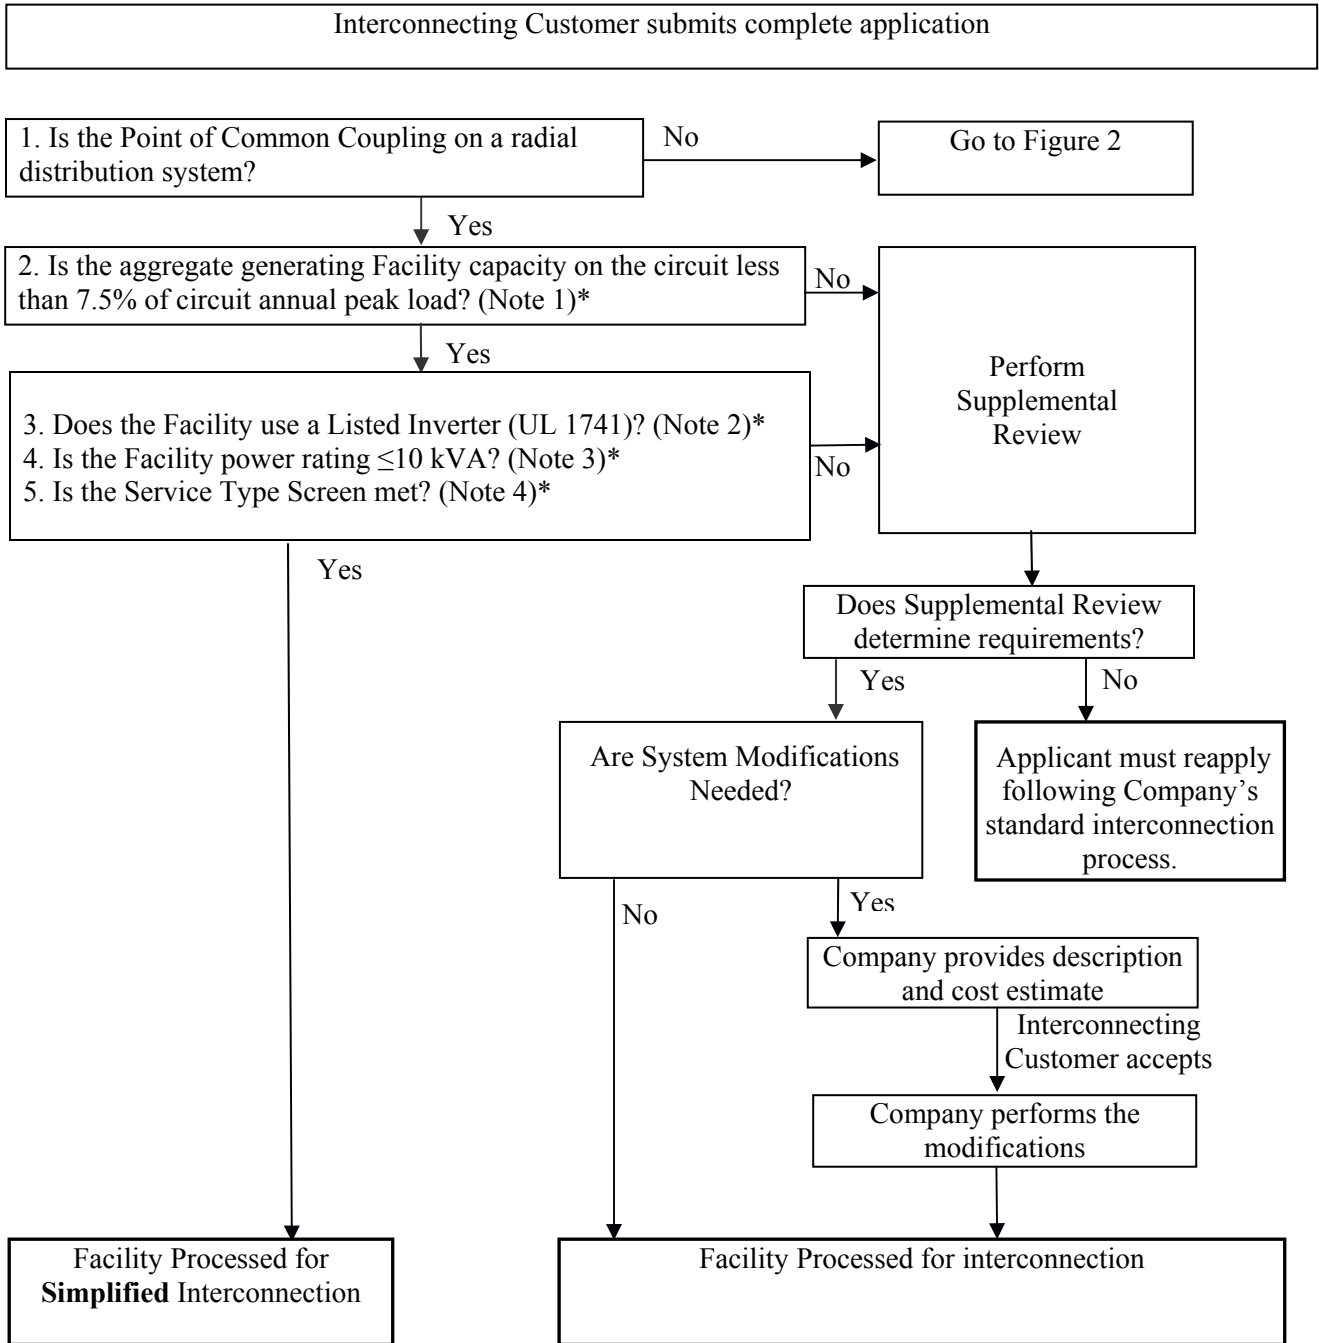 Interconnecting Customer submits complete application
1. Is the Point of Common Coupling on a radial
distribution system?
No
Go to Figure 2
Yes
2. Is the aggregate generating Facility capacity on the circuit less
than 7.5% of circuit annual peak load? (Note 1)*
No
Perform
Supplemental
Review
Yes
3. Does the Facility use a Listed Inverter (UL 1741)? (Note 2)*
4. Is the Facility power rating ≤10 kVA? (Note 3)*
5. Is the Service Type Screen met? (Note 4)*
No
Yes
Does Supplemental Review
determine requirements?
Yes
No
Are System Modifications
Needed?
Applicant must reapply
following Company’s
standard interconnection
process.
No
Yes
Company provides description
and cost estimate
Interconnecting
Customer accepts
Company performs the
modifications
Facility Processed for
Simplified Interconnection
Facility Processed for interconnection